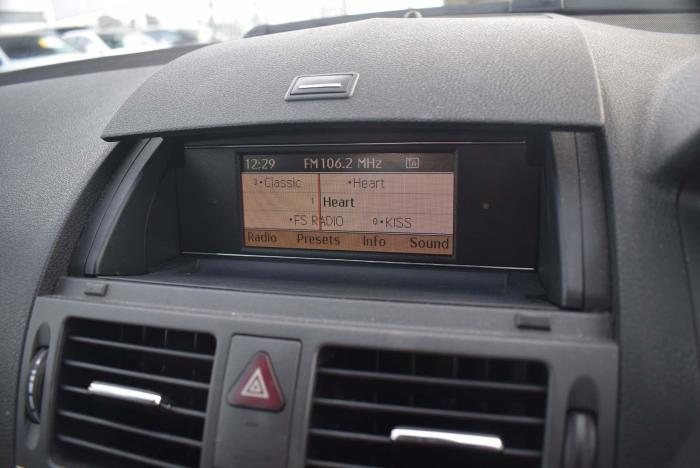 12:29 FM 106.2 MHz TA
3•Classic •Heart
1 Heart
•FS RADIO 0•KISS
Radio Presets Info Sound